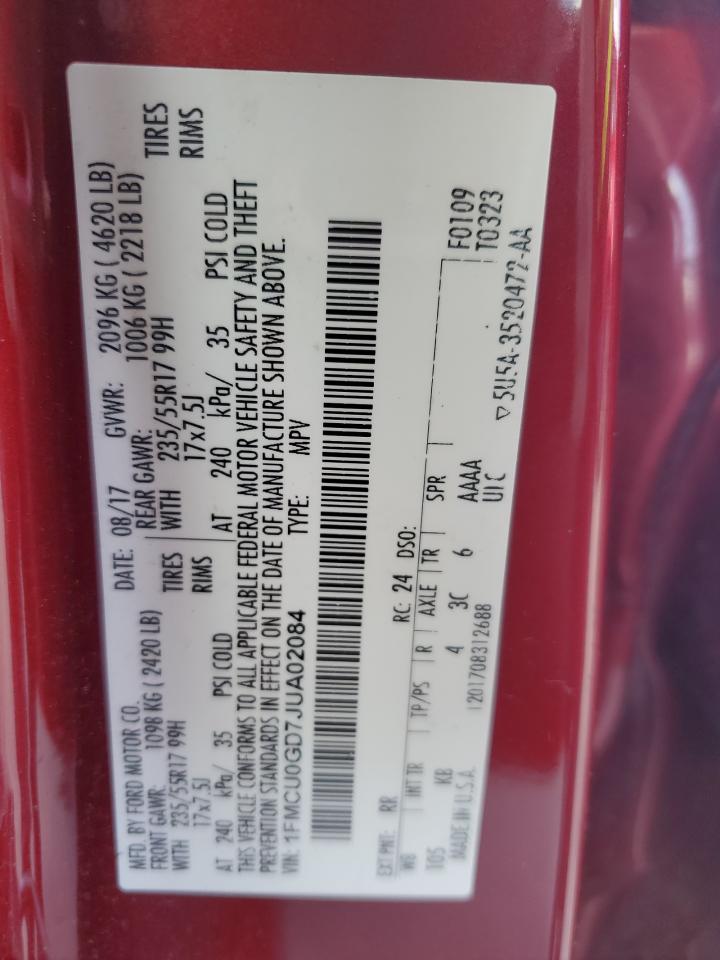 MFD. BY FORD MOTOR CO. DATE: 08/17 GVWR: 2096 KG ( 4620 LB)
FRONT GAWR: 1098 KG ( 2420 LB) REAR GAWR: 1006 KG ( 2218 LB)
WITH 235/55R17 99H TIRES WITH 235/55R17 99H TIRES
17x7.5J RIMS 17x7.5J RIMS
AT 240 kPa/ 35 PSI COLD AT 240 kPa/ 35 PSI COLD
THIS VEHICLE CONFORMS TO ALL APPLICABLE FEDERAL MOTOR VEHICLE SAFETY AND THEFT
PREVENTION STANDARDS IN EFFECT ON THE DATE OF MANUFACTURE SHOWN ABOVE.
VIN: 1FMCU0GD7JUA02084 TYPE: MPV
EXT PNT: RR RC: 24 DSO: F0109
WB INT TR TP/PS R AXLE TR SPR T0323
105 KB 4 3C 6 AAAA
MADE IN U.S.A. 1201708312688 UIC ▽5U5A-3520472-AA